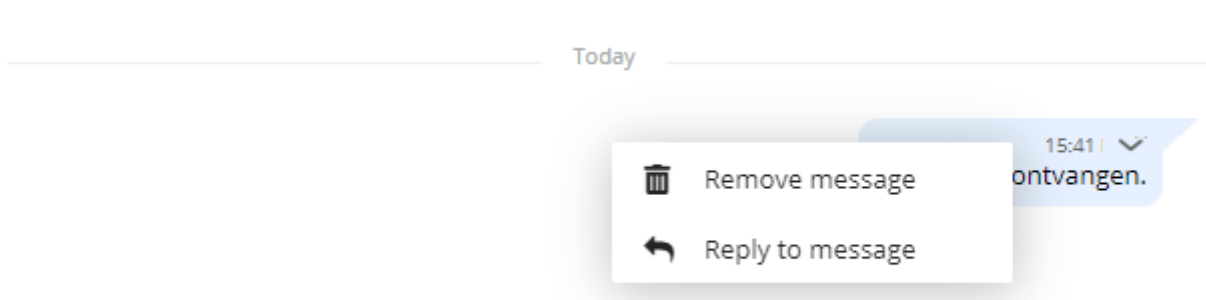 Today
15:41
ontvangen.
Remove message
Reply to message